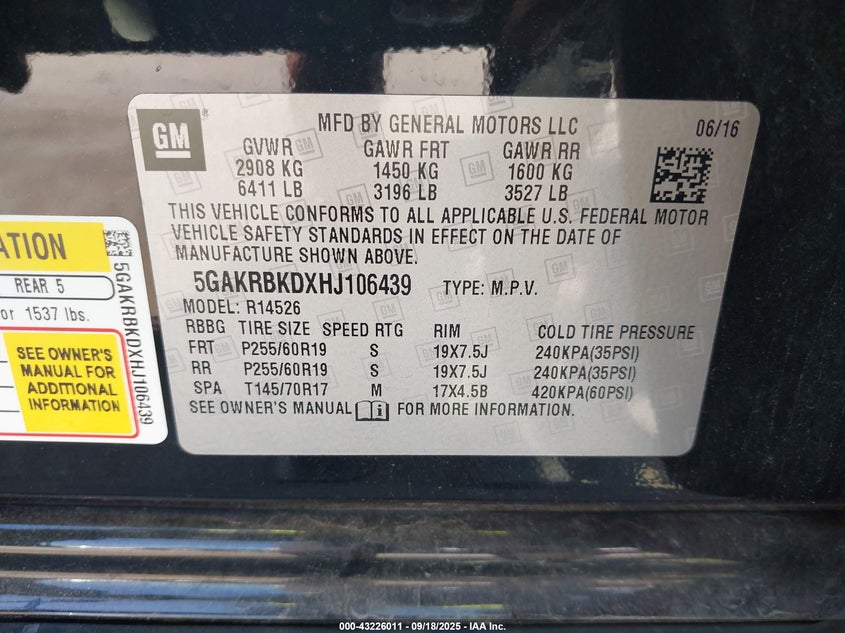 GM
MFD BY GENERAL MOTORS LLC 06/16
GVWR GAWR FRT GAWR RR
2908 KG 1450 KG 1600 KG
6411 LB 3196 LB 3527 LB
THIS VEHICLE CONFORMS TO ALL APPLICABLE U.S. FEDERAL MOTOR
VEHICLE SAFETY STANDARDS IN EFFECT ON THE DATE OF
MANUFACTURE SHOWN ABOVE.
5GAKRBKDXHJ106439 TYPE: M.P.V.
MODEL: R14526
RBBG TIRE SIZE SPEED RTG RIM COLD TIRE PRESSURE
FRT P255/60R19 S 19X7.5J 240KPA(35PSI)
RR P255/60R19 S 19X7.5J 240KPA(35PSI)
SPA T145/70R17 M 17X4.5B 420KPA(60PSI)
SEE OWNER'S MANUAL FOR MORE INFORMATION.
ATION
REAR 5
or 1537 lbs.
SEE OWNER'S
MANUAL FOR
ADDITIONAL
INFORMATION
5GAKRBKDXHJ106439
000-43226011 - 09/18/2025 - IAA Inc.